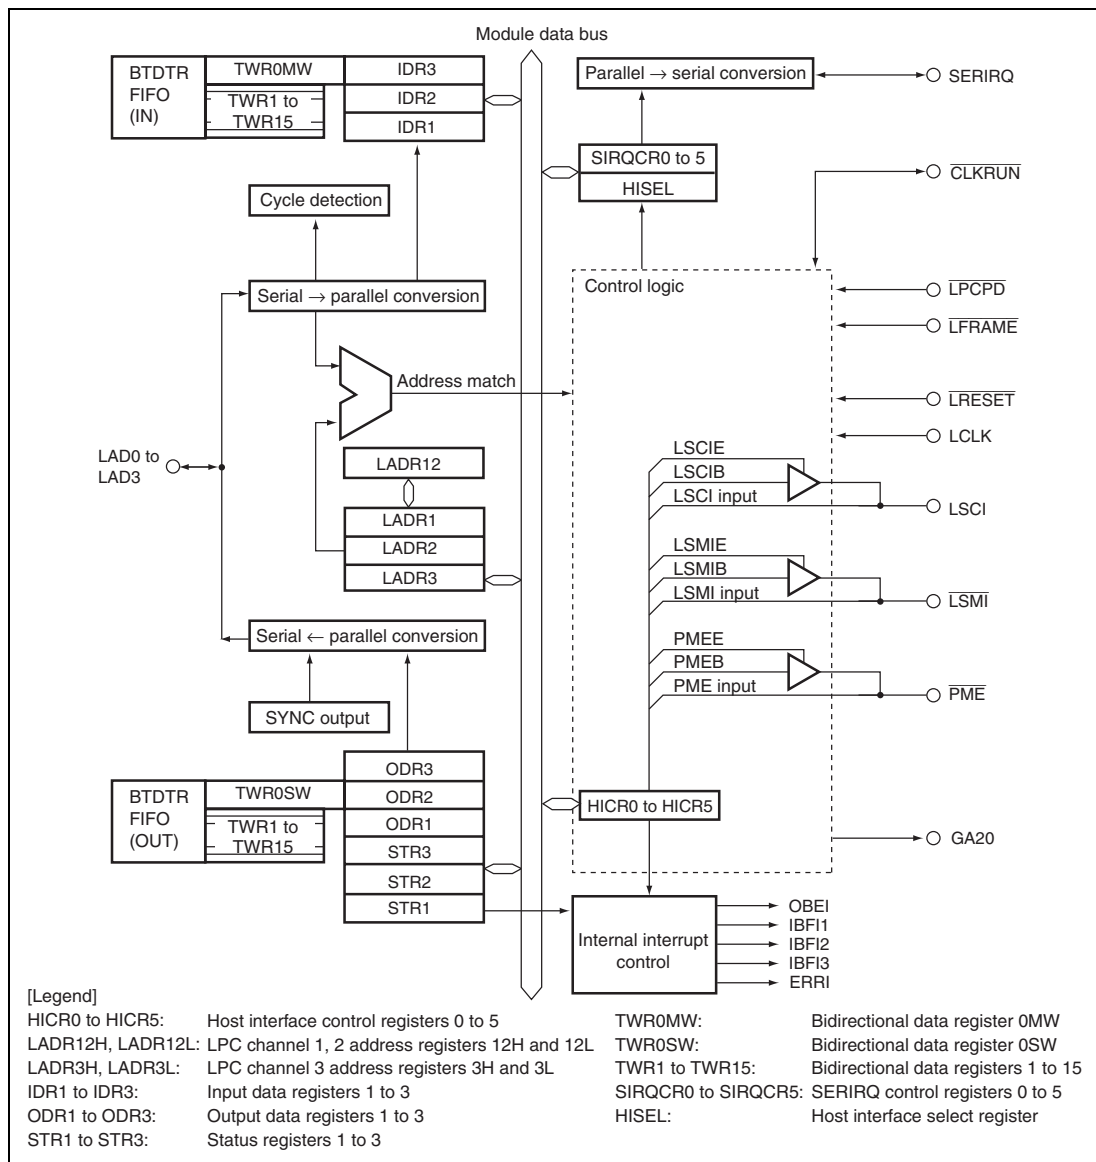 Module data bus
BTDTR
FIFO
(IN)
TWR0MW
TWR1 to
TWR15
IDR3
IDR2
IDR1
Parallel → serial conversion
SERIRQ
SIRQCR0 to 5
HISEL
CLKRUN
Cycle detection
Serial → parallel conversion
Control logic
LPCPD
LFRAME
Address match
LRESET
LCLK
LAD0 to
LAD3
LADR12
LADR1
LADR2
LADR3
LSCIE
LSCIB
LSCI input
LSCI
LSMIE
LSMIB
LSMI input
LSMI
Serial ← parallel conversion
SYNC output
PMEE
PMEB
PME input
PME
BTDTR
FIFO
(OUT)
TWR0SW
TWR1 to
TWR15
ODR3
ODR2
ODR1
STR3
STR2
STR1
HICR0 to HICR5
GA20
Internal interrupt
control
OBEI
IBFI1
IBFI2
IBFI3
ERRI
[Legend]
HICR0 to HICR5: Host interface control registers 0 to 5
LADR12H, LADR12L: LPC channel 1, 2 address registers 12H and 12L
LADR3H, LADR3L: LPC channel 3 address registers 3H and 3L
IDR1 to IDR3: Input data registers 1 to 3
ODR1 to ODR3: Output data registers 1 to 3
STR1 to STR3: Status registers 1 to 3
TWR0MW: Bidirectional data register 0MW
TWR0SW: Bidirectional data register 0SW
TWR1 to TWR15: Bidirectional data registers 1 to 15
SIRQCR0 to SIRQCR5: SERIRQ control registers 0 to 5
HISEL: Host interface select register